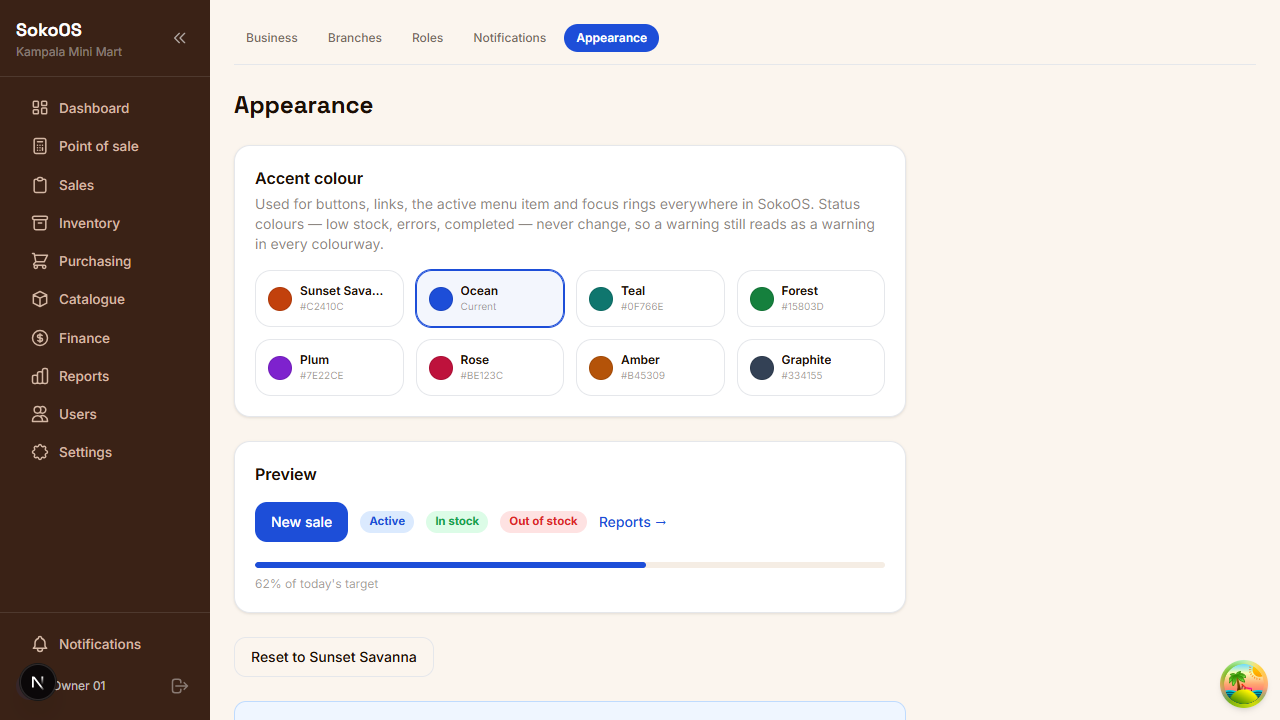 SokoOS
Kampala Mini Mart
Dashboard
Point of sale
Sales
Inventory
Purchasing
Catalogue
Finance
Reports
Users
Settings
Notifications
Owner 01
Business
Branches
Roles
Notifications
Appearance
Appearance
Accent colour
Used for buttons, links, the active menu item and focus rings everywhere in SokoOS. Status
colours — low stock, errors, completed — never change, so a warning still reads as a warning
in every colourway.
Sunset Sava...
#C2410C
Ocean
Current
Teal
#0F766E
Forest
#15803D
Plum
#7E22CE
Rose
#BE123C
Amber
#B45309
Graphite
#334155
Preview
New sale
Active
In stock
Out of stock
Reports →
62% of today's target
Reset to Sunset Savanna